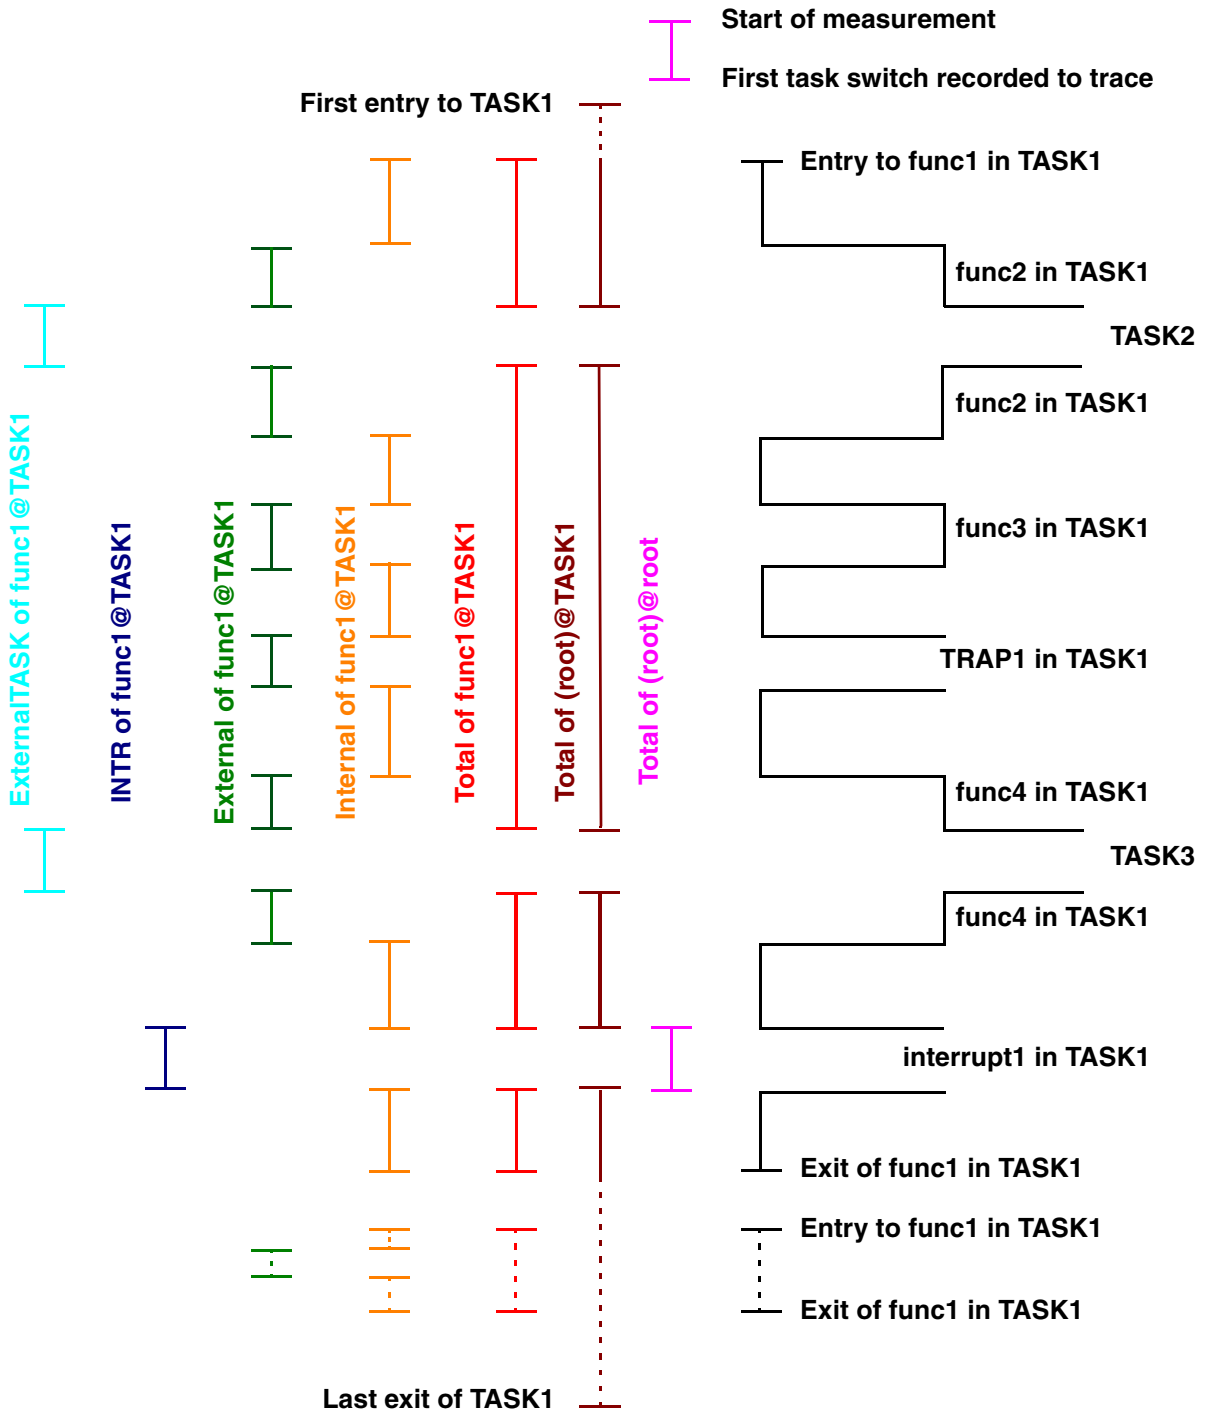 Start of measurement
First task switch recorded to trace
First entry to TASK1
Entry to func1 in TASK1
func2 in TASK1
TASK2
func2 in TASK1
ExternalTASK of func1@TASK1
INTR of func1@TASK1
External of func1@TASK1
Internal of func1@TASK1
Total of func1@TASK1
Total of (root)@TASK1
Total of (root)@root
func3 in TASK1
TRAP1 in TASK1
func4 in TASK1
TASK3
func4 in TASK1
interrupt1 in TASK1
Exit of func1 in TASK1
Entry to func1 in TASK1
Exit of func1 in TASK1
Last exit of TASK1